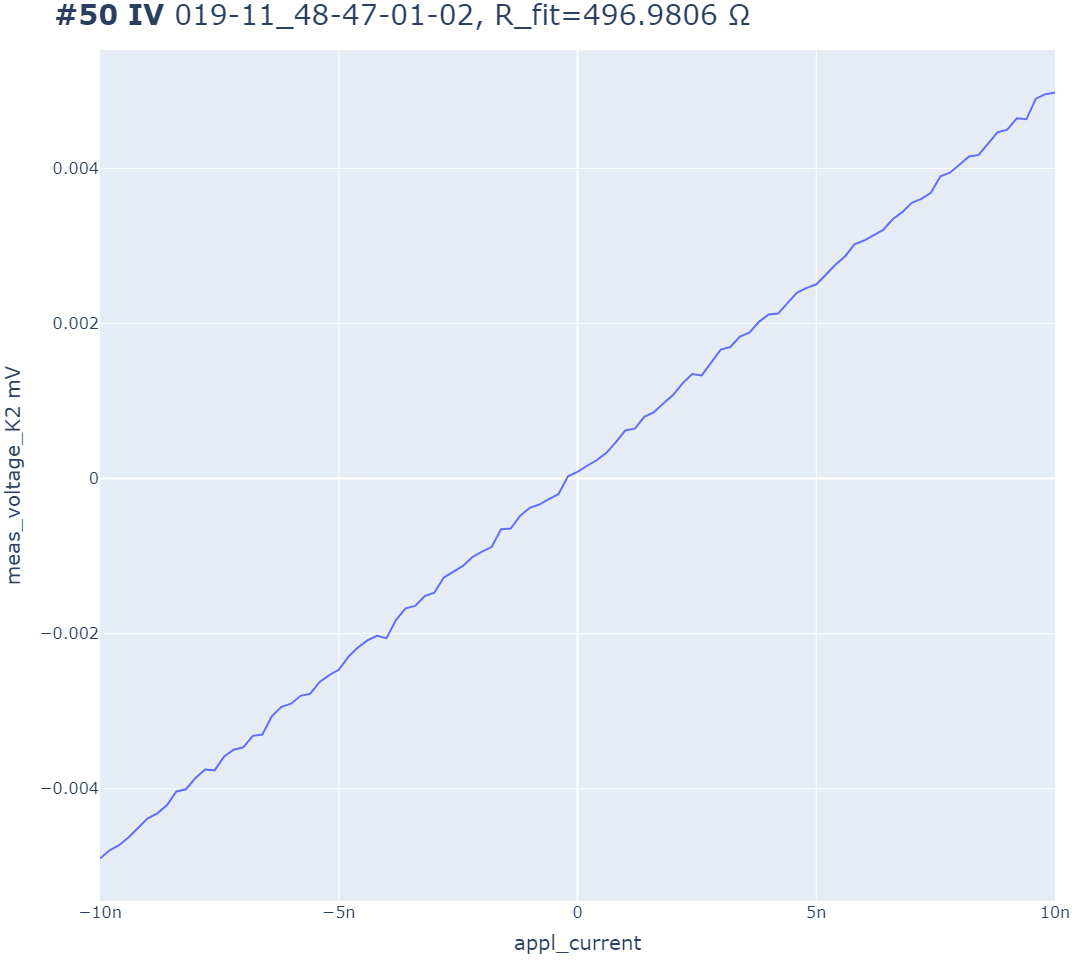 #50 IV 019-11_48-47-01-02, R_fit=496.9806 Ω
meas_voltage_K2 mV
0.004
0.002
0
−0.002
−0.004
−10n
−5n
0
5n
10n
appl_current